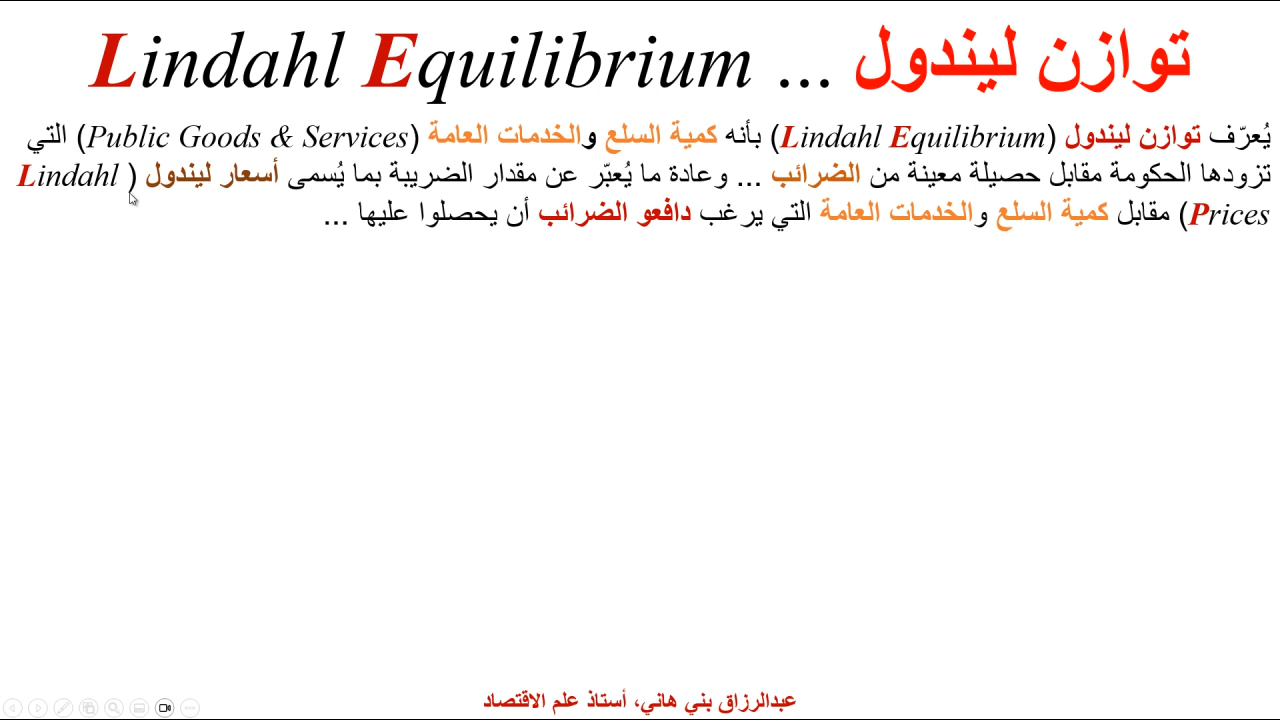 توازن ليندول ... Lindahl Equilibrium
يُعرّف توازن ليندول (Lindahl Equilibrium) بأنه كمية السلع والخدمات العامة (Public Goods & Services) التي
تزودها الحكومة مقابل حصيلة معينة من الضرائب ... وعادة ما يُعبّر عن مقدار الضريبة بما يُسمى أسعار ليندول (Lindahl
Prices) مقابل كمية السلع والخدمات العامة التي يرغب دافعو الضرائب أن يحصلوا عليها ...
عبدالرزاق بني هاني، أستاذ علم الاقتصاد